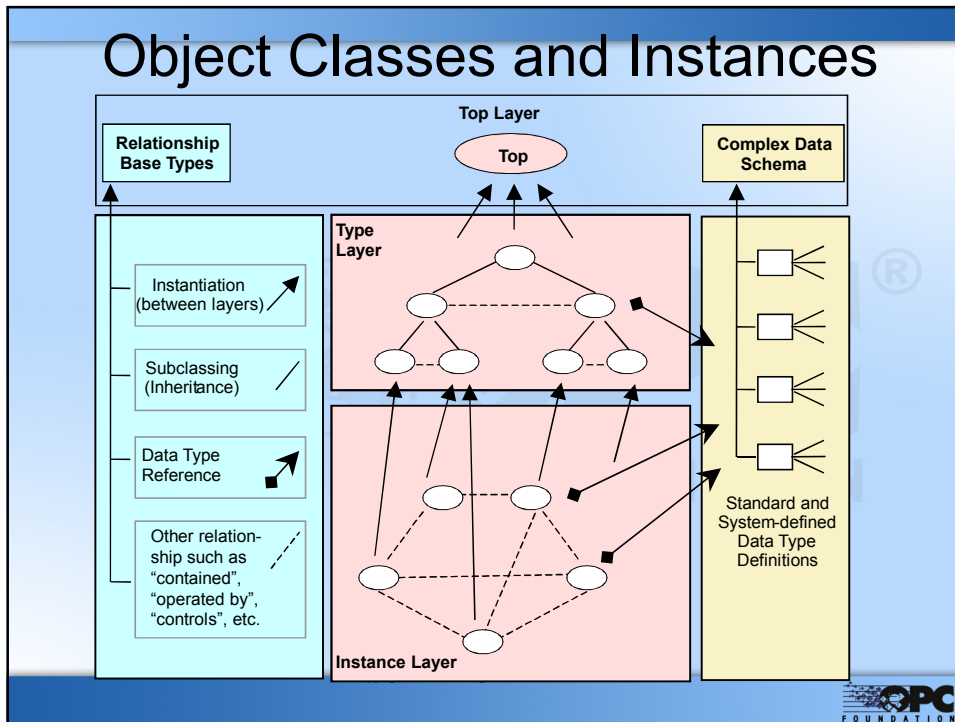 Object Classes and Instances
Top Layer
Relationship
Base Types
Top
Complex Data
Schema
Type
Layer
Instantiation
(between layers)
Subclassing
(Inheritance)
Data Type
Reference
Other relation-
ship such as
“contained”,
“operated by”,
“controls”, etc.
Instance Layer
Standard and
System-defined
Data Type
Definitions
®
OPC
FOUNDATION